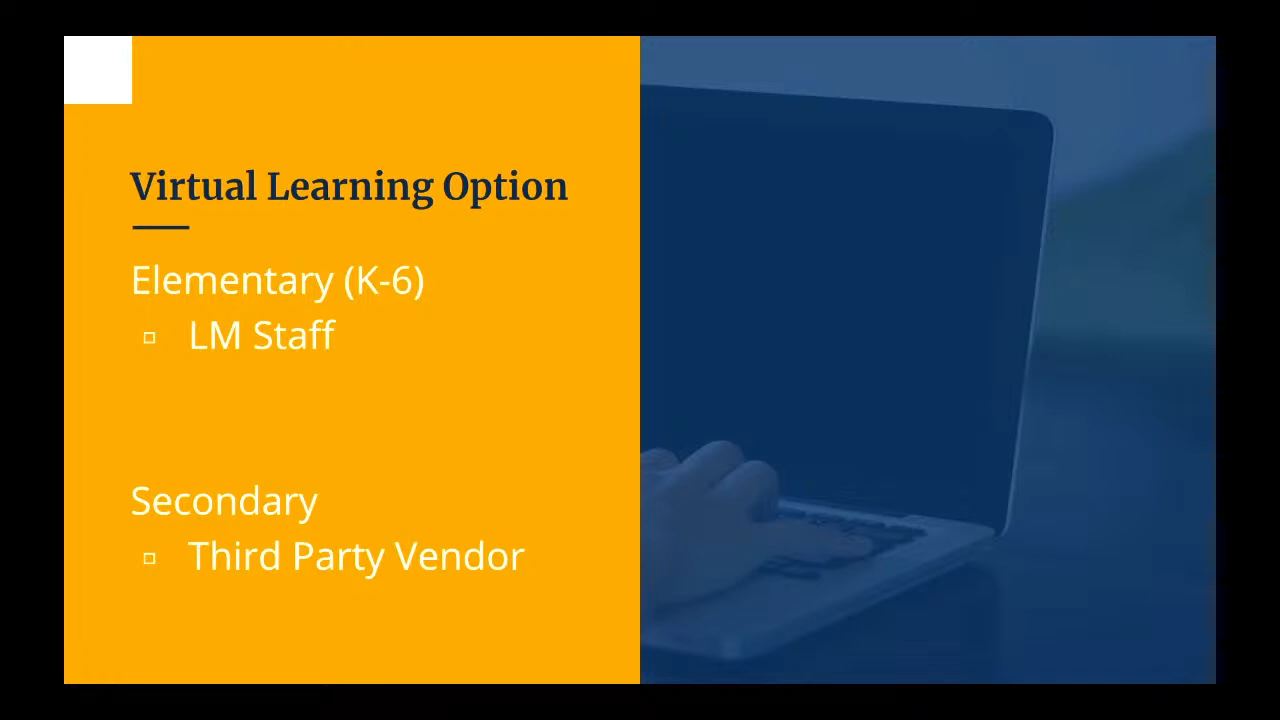 Virtual Learning Option
Elementary (K-6)
LM Staff
Secondary
Third Party Vendor